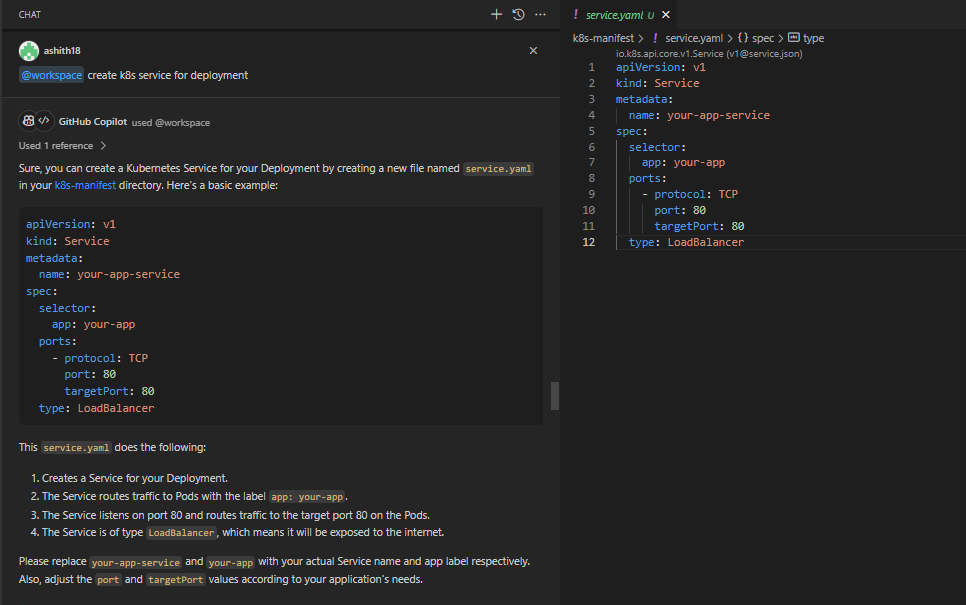 CHAT
ashith18
@workspace create k8s service for deployment
GitHub Copilot used @workspace
Used 1 reference
Sure, you can create a Kubernetes Service for your Deployment by creating a new file named service.yaml
in your k8s-manifest directory. Here's a basic example:
apiVersion: v1
kind: Service
metadata:
  name: your-app-service
spec:
  selector:
    app: your-app
  ports:
    - protocol: TCP
      port: 80
      targetPort: 80
  type: LoadBalancer
This service.yaml does the following:
1. Creates a Service for your Deployment.
2. The Service routes traffic to Pods with the label app: your-app.
3. The Service listens on port 80 and routes traffic to the target port 80 on the Pods.
4. The Service is of type LoadBalancer, which means it will be exposed to the internet.
Please replace your-app-service and your-app with your actual Service name and app label respectively.
Also, adjust the port and targetPort values according to your application's needs.
! service.yaml U
k8s-manifest > ! service.yaml > {} spec > abc type
io.k8s.api.core.v1.Service (v1@service.json)
1 apiVersion: v1
2 kind: Service
3 metadata:
4   name: your-app-service
5 spec:
6   selector:
7     app: your-app
8   ports:
9     - protocol: TCP
10       port: 80
11       targetPort: 80
12   type: LoadBalancer